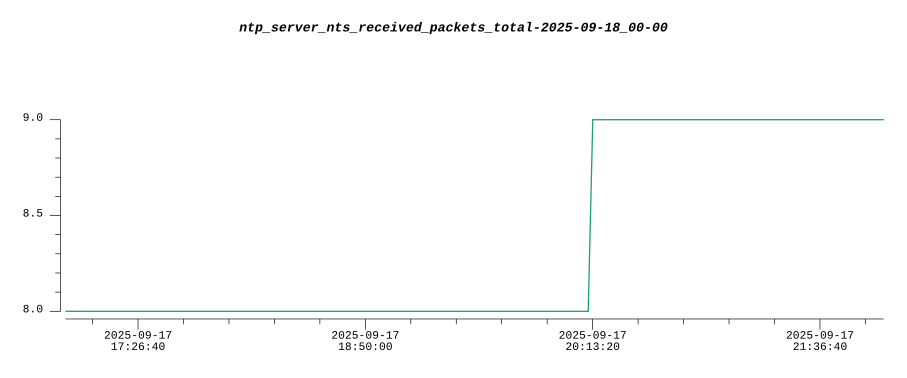 ntp_server_nts_received_packets_total-2025-09-18_00-00
9.0
8.5
8.0
2025-09-17 2025-09-17 2025-09-17 2025-09-17
17:26:40 18:50:00 20:13:20 21:36:40